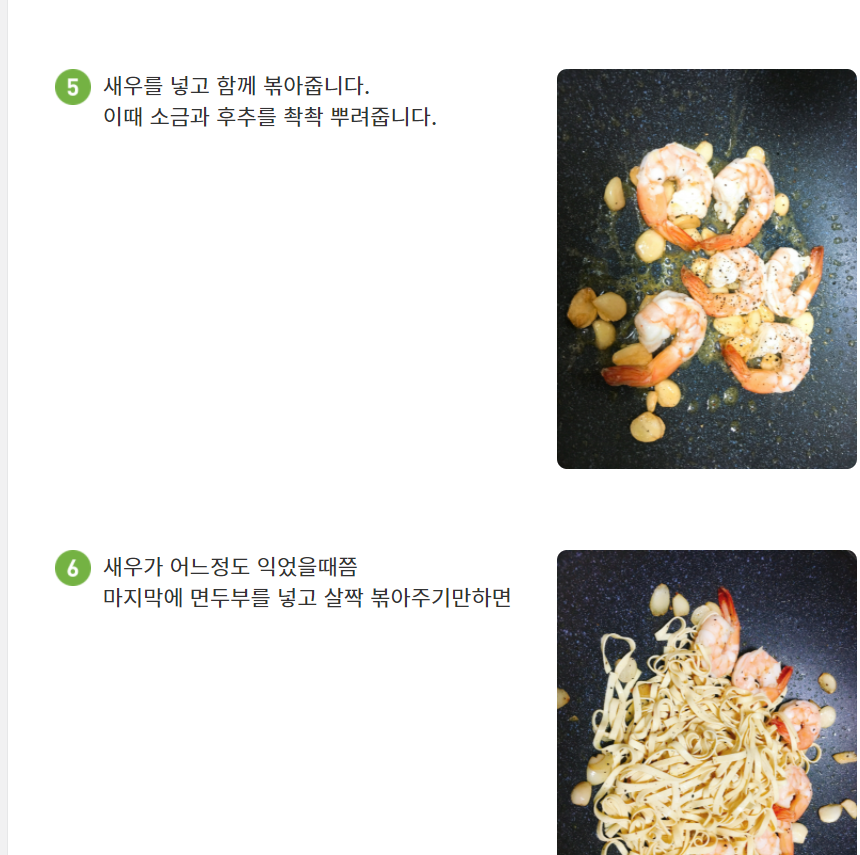 5 새우를 넣고 함께 볶아줍니다.
이때 소금과 후추를 촥촥 뿌려줍니다.
6 새우가 어느정도 익었을때쯤
마지막에 면두부를 넣고 살짝 볶아주기만하면